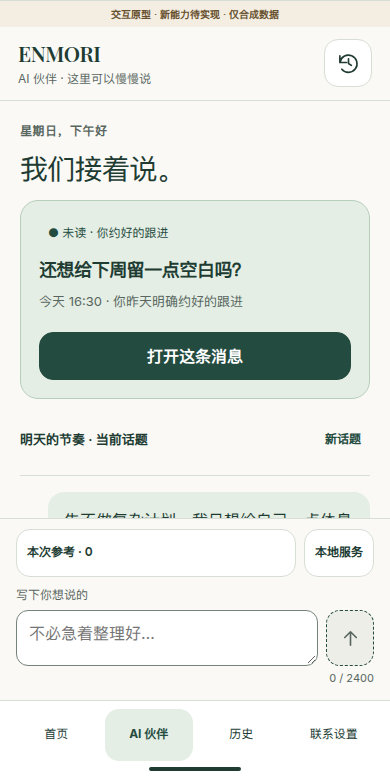 交互原型 · 新能力待实现 · 仅合成数据
ENMORI
AI 伙伴 · 这里可以慢慢说
星期日，下午好
我们接着说。
未读 · 你约好的跟进
还想给下周留一点空白吗？
今天 16:30 · 你昨天明确约好的跟进
打开这条消息
明天的节奏 · 当前话题
新话题
本次参考 · 0
本地服务
写下你想说的
不必急着整理好...
0 / 2400
首页
AI 伙伴
历史
联系设置